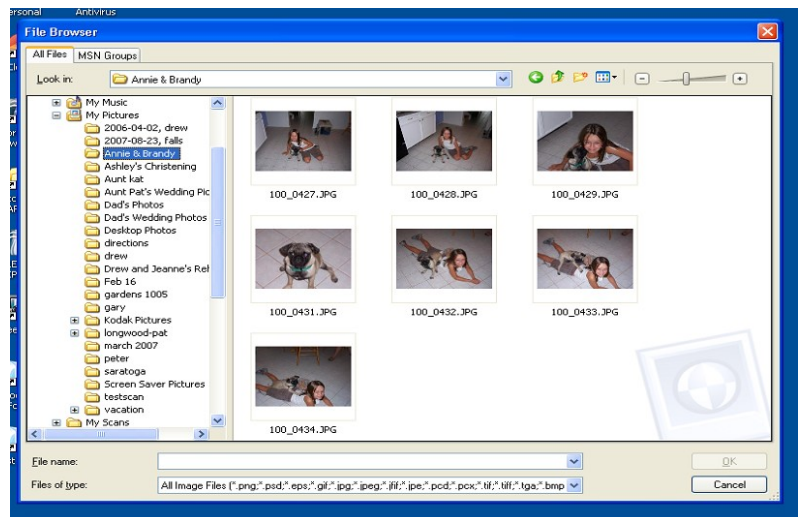 ersonal Antivirus
File Browser
All Files MSN Groups
Look in: Annie & Brandy
My Music
My Pictures
2006-04-02, drew
2007-08-23, falls
Annie & Brandy
Ashley's Christening
Aunt kat
Aunt Pat's Wedding Pic
Dad's Photos
Dad's Wedding Photos
Desktop Photos
directions
drew
Drew and Jeanne's Reh
Feb 16
gardens 1005
gary
Kodak Pictures
longwood-pat
march 2007
peter
saratoga
Screen Saver Pictures
testscan
vacation
My Scans
100_0427.JPG 100_0428.JPG 100_0429.JPG
100_0431.JPG 100_0432.JPG 100_0433.JPG
100_0434.JPG
File name:
OK
Files of type: All Image Files (*.png;*.psd;*.eps;*.gif;*.jpg;*.jpeg;*.jfif;*.jpe;*.pcd;*.pcx;*.tif;*.tiff;*.tga;*.bmp
Cancel